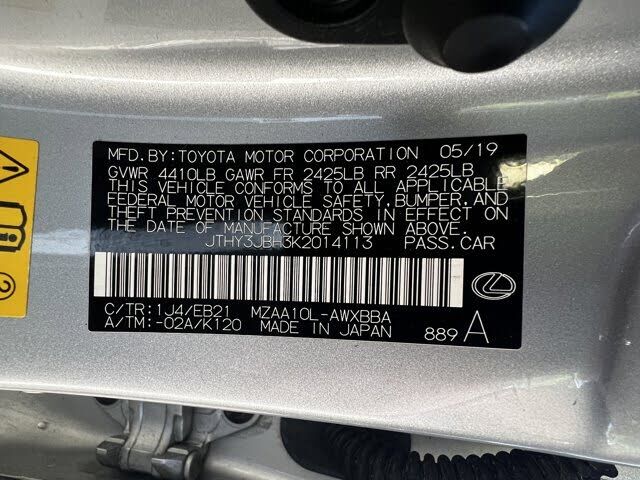 MFD. BY: TOYOTA MOTOR CORPORATION 05/19
GVWR 4410LB GAWR FR 2425LB RR 2425LB
THIS VEHICLE CONFORMS TO ALL APPLICABLE
FEDERAL MOTOR VEHICLE SAFETY, BUMPER, AND
THEFT PREVENTION STANDARDS IN EFFECT ON
THE DATE OF MANUFACTURE SHOWN ABOVE.
JTHY3JBH3K2014113 PASS. CAR
C/TR: 1J4/EB21 MZAA10L-AWXBBA
A/TM: -02A/K120 MADE IN JAPAN 889 A
2